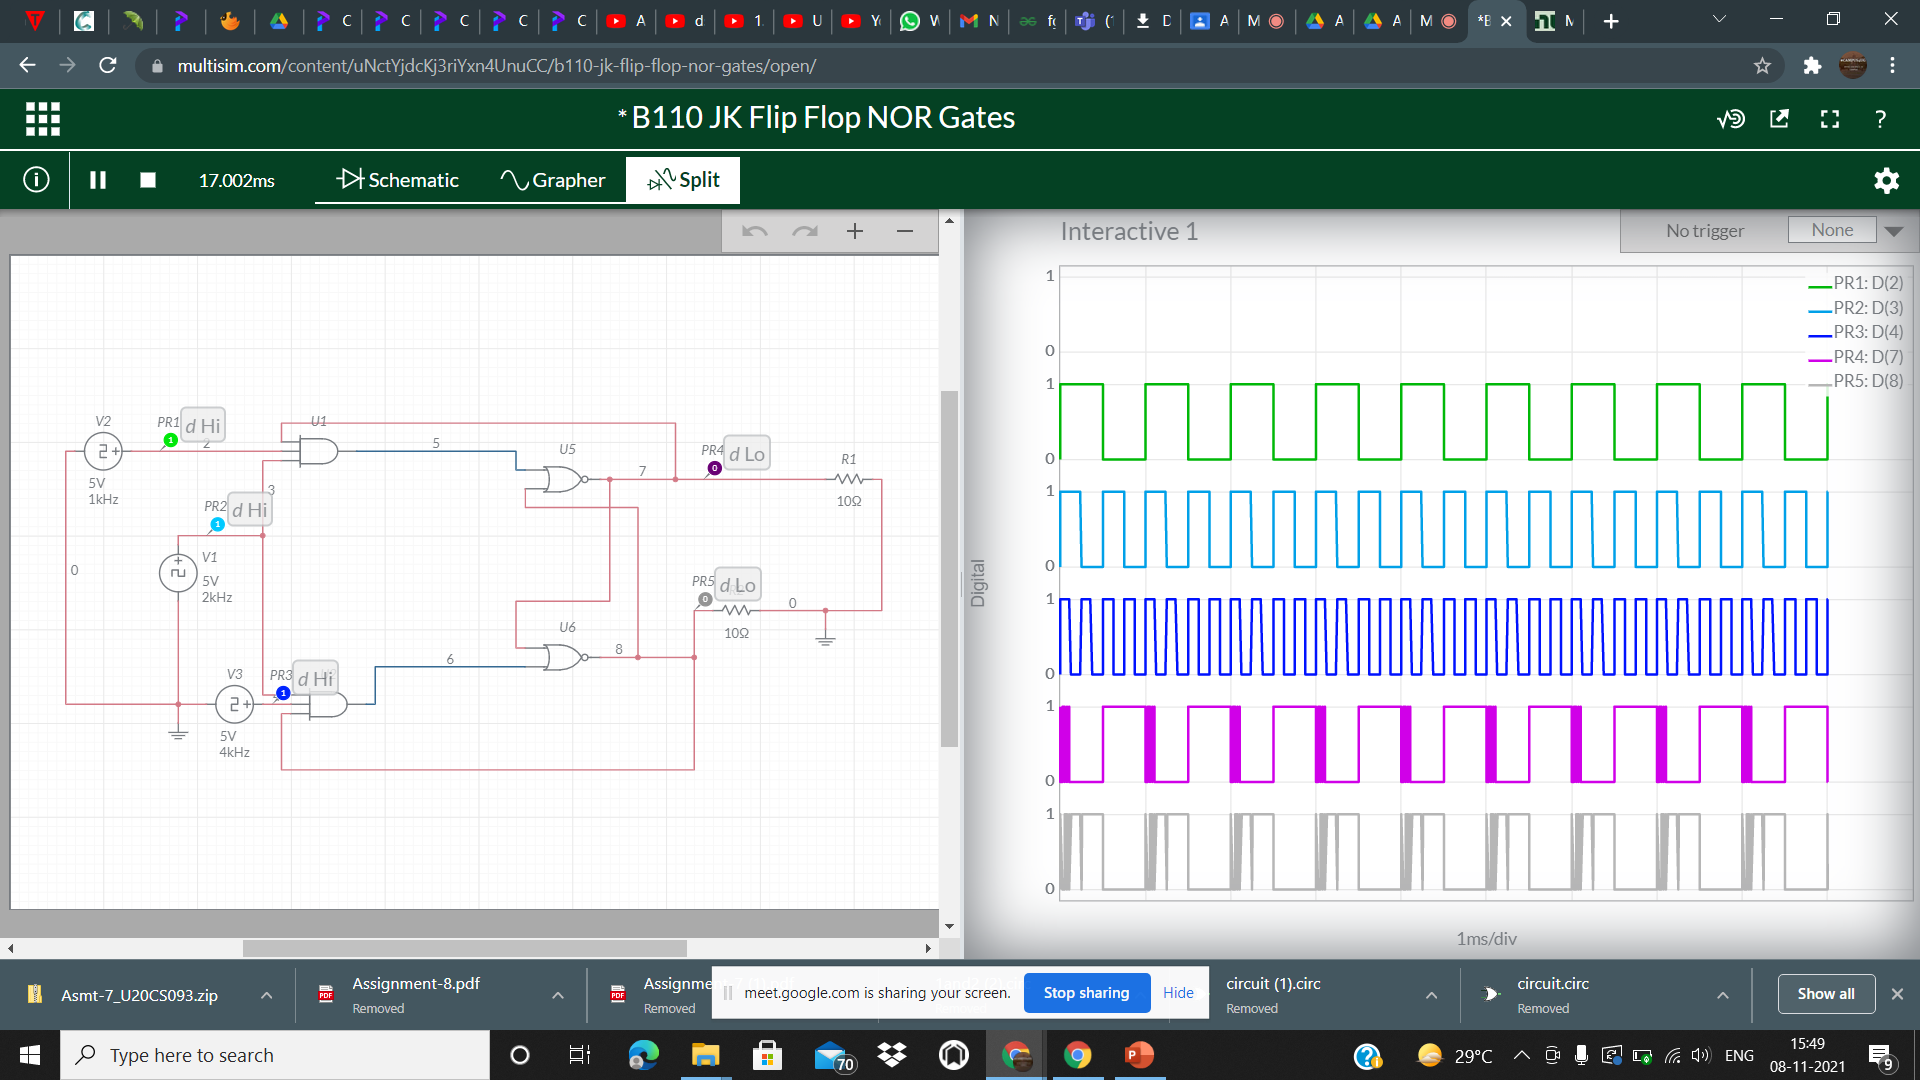 C
C
C
C
C
A
d
1.
U
Y
W
N
fg
(
D
A
M
A
A
M
*B
multisim.com/content/uNctYjdcKj3riYxn4UnuCC/b110-jk-flip-flop-nor-gates/open/
* B110 JK Flip Flop NOR Gates
?
17.002ms
Schematic
Grapher
Split
Interactive 1
No trigger
None
V2
PR1
d Hi
2
U1
5
5V
1kHz
PR2
d Hi
3
V1
5V
2kHz
0
U5
7
PR4
d Lo
R1
10Ω
PR5
d Lo
0
10Ω
U6
8
6
V3
PR3
d Hi
5V
4kHz
Digital
1
0
1
0
1
0
1
0
1
0
1
0
PR1: D(2)
PR2: D(3)
PR3: D(4)
PR4: D(7)
PR5: D(8)
1ms/div
Asmt-7_U20CS093.zip
Assignment-8.pdf
Removed
Assignme
Removed
meet.google.com is sharing your screen.
Stop sharing
Hide
circuit (1).circ
Removed
circuit.circ
Removed
Show all
Type here to search
70
29°C
ENG
15:49
08-11-2021
9